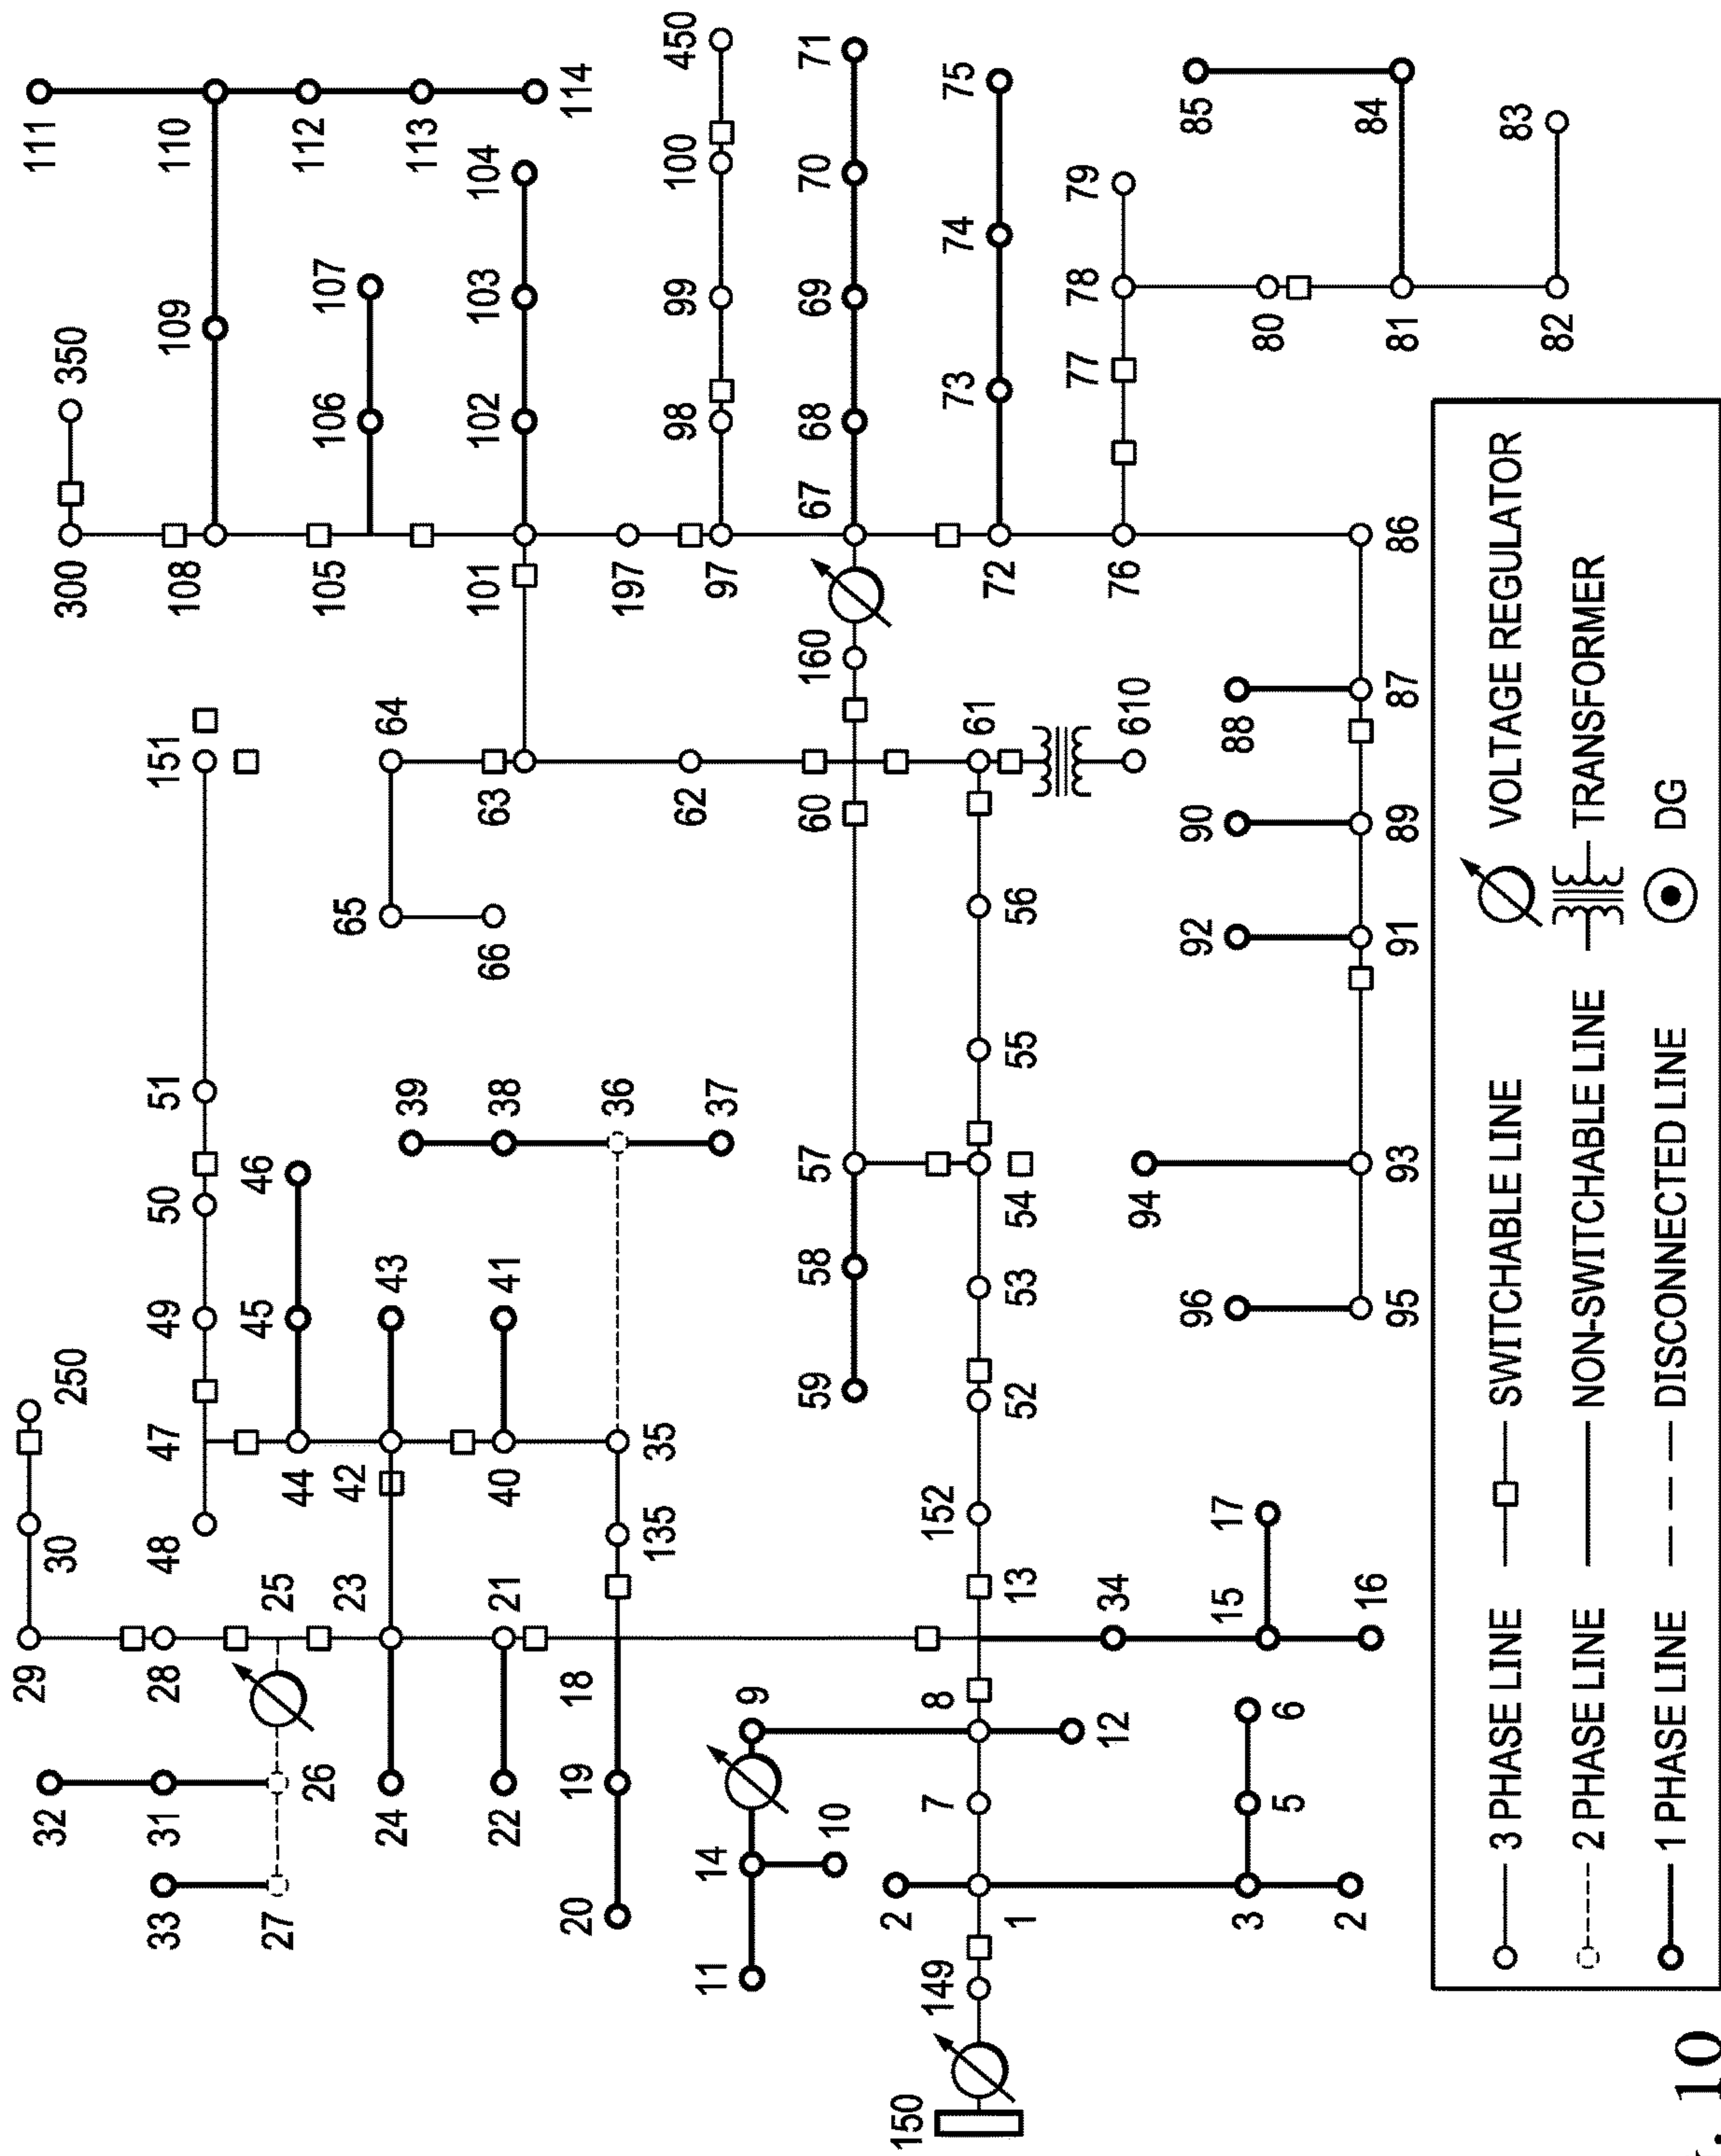 32 29 30 250 300 350 111
33 31 28 48 47 49 50 51 151 108 109 110
27 26 25 45 46 105 106 107 112
24 23 44 42 43 39 65 64 113
22 21 40 41 38 66 63 101 102 103 104 114
20 19 18 135 35 36 197
11 14 9 37 62 97 98 99 100 450
10 59 58 57 60 160 67 68 69 70 71
150 149 2 7 8 152
1 13 52 53 54 55 56 61 72 73 74 75
12 34 610 76 77 78 79
3 5 6 15 17 96 94 92 90 88 80 85
2 16 95 93 91 89 87 86 81 84
82 83
3 PHASE LINE SWITCHABLE LINE VOLTAGE REGULATOR
2 PHASE LINE NON-SWITCHABLE LINE TRANSFORMER
1 PHASE LINE DISCONNECTED LINE DG
. 10